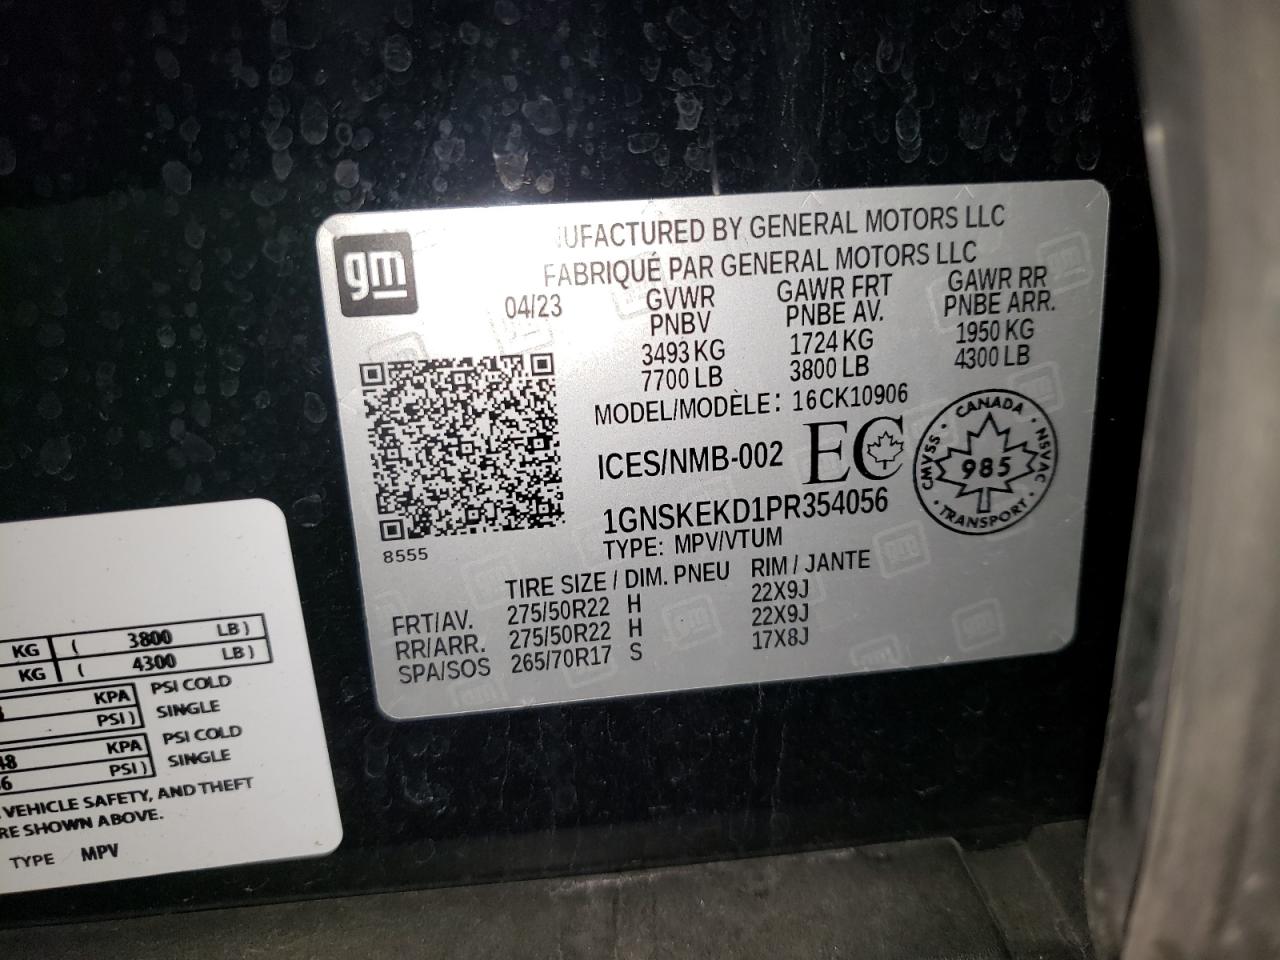 UFACTURED BY GENERAL MOTORS LLC
FABRIQUÉ PAR GENERAL MOTORS LLC
gm
04/23
GVWR GAWR FRT GAWR RR
PNBV PNBE AV. PNBE ARR.
3493 KG 1724 KG 1950 KG
7700 LB 3800 LB 4300 LB
MODEL/MODÈLE: 16CK10906
ICES/NMB-002 EC
CANADA
CMVSS 985 NSVAC
TRANSPORT
1GNSKEKD1PR354056
TYPE: MPV/VTUM
8555
TIRE SIZE / DIM. PNEU RIM / JANTE
FRT/AV. 275/50R22 H 22X9J
RR/ARR. 275/50R22 H 22X9J
SPA/SOS 265/70R17 S 17X8J
KG ( 3800 LB )
KG ( 4300 LB )
KPA PSI COLD
PSI ) SINGLE
KPA PSI COLD
PSI ) SINGLE
VEHICLE SAFETY, AND THEFT
RE SHOWN ABOVE.
TYPE MPV